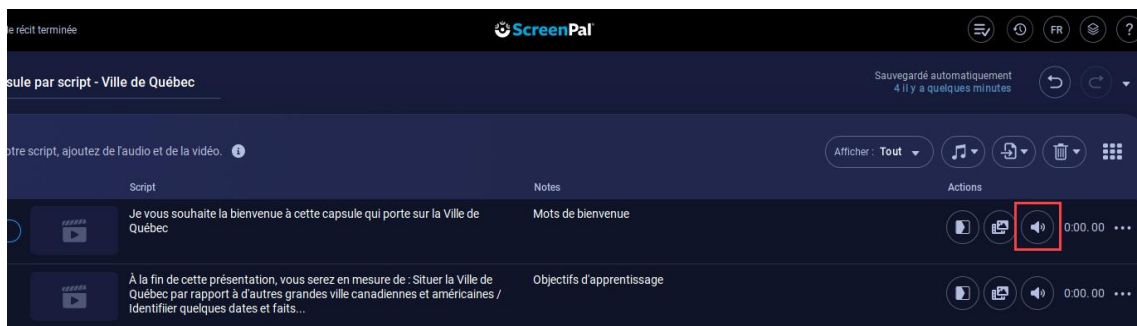 le récit terminée
ScreenPal
FR
?
sule par script - Ville de Québec
Sauvegardé automatiquement
4 il y a quelques minutes
otre script, ajoutez de l'audio et de la vidéo.
Afficher : Tout
Script Notes Actions
Je vous souhaite la bienvenue à cette capsule qui porte sur la Ville de
Québec
Mots de bienvenue
0:00.00
À la fin de cette présentation, vous serez en mesure de : Situer la Ville de
Québec par rapport à d'autres grandes ville canadiennes et américaines /
Identifiier quelques dates et faits...
Objectifs d'apprentissage
0:00.00